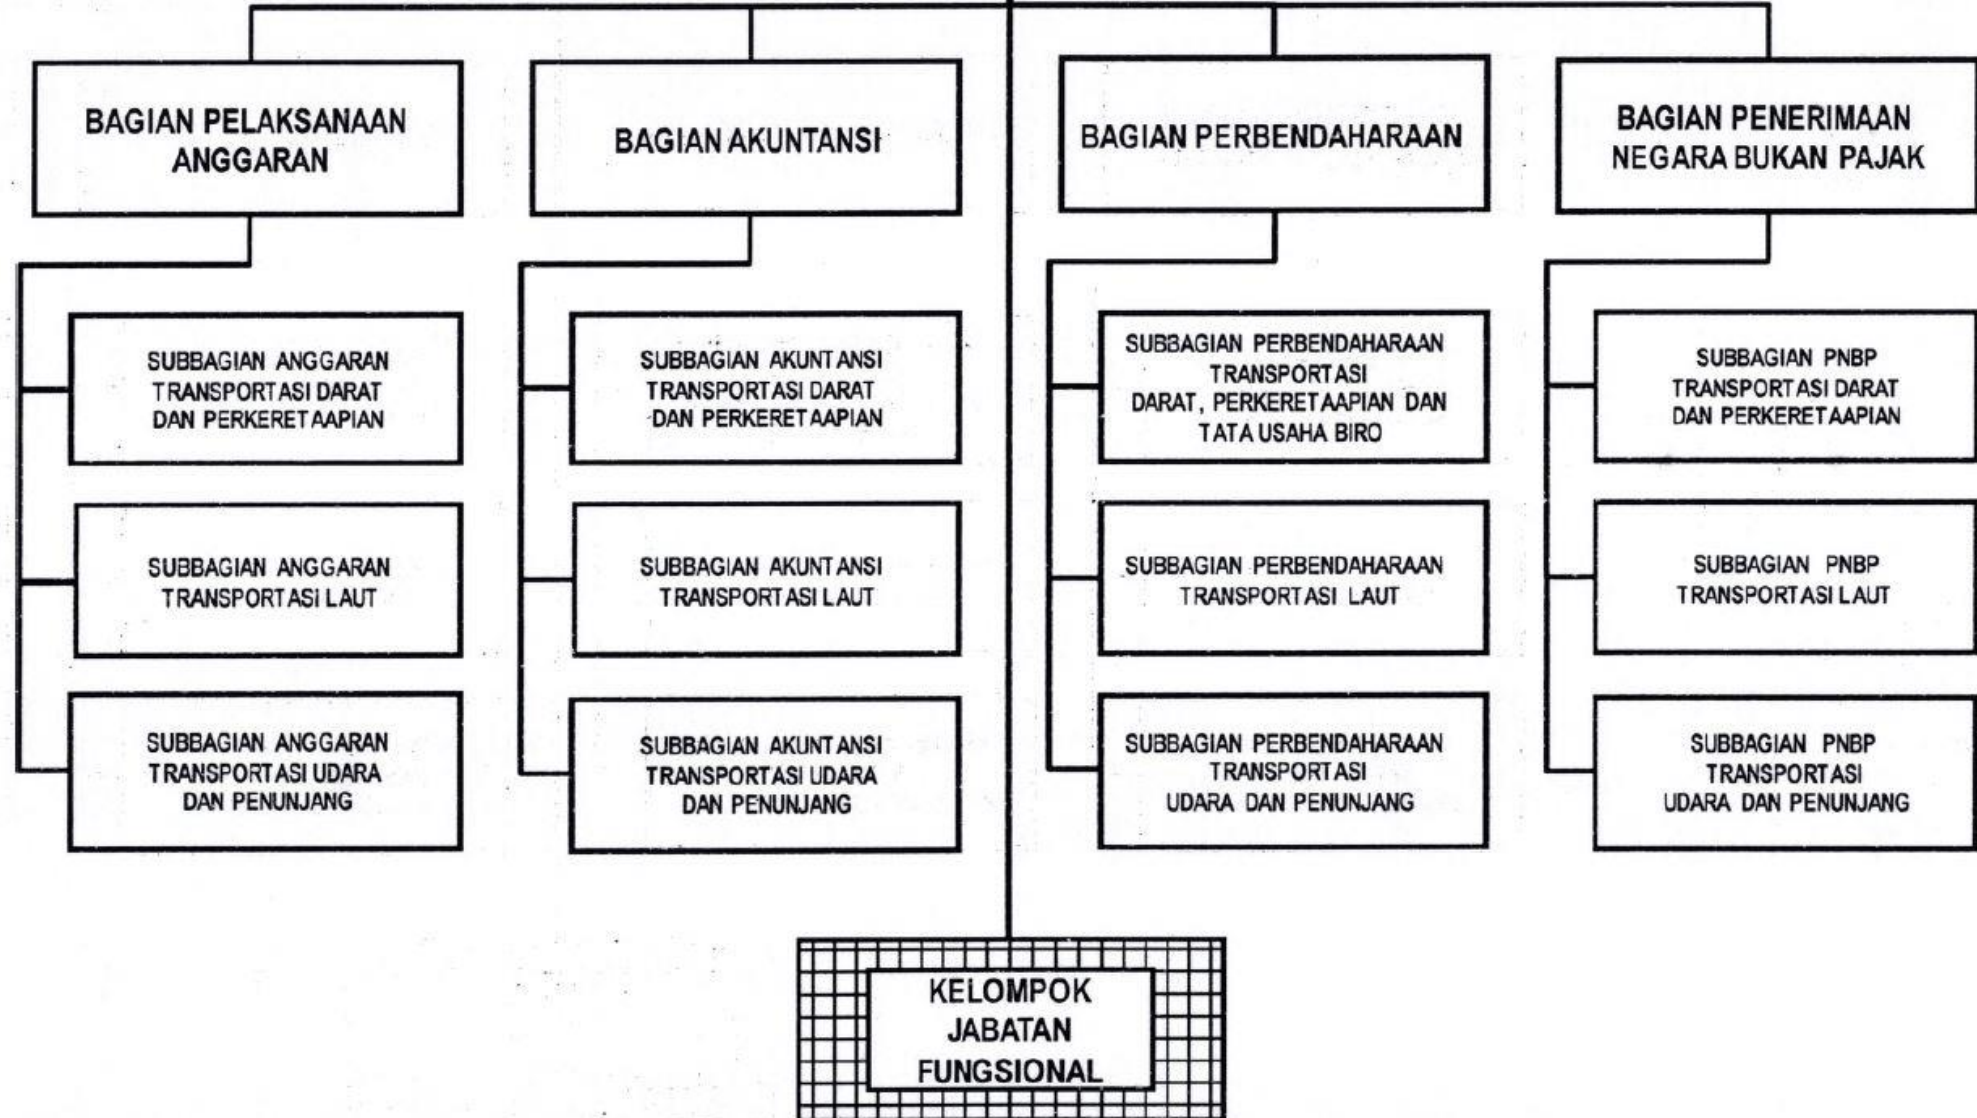 BAGIAN PELAKSANAAN
ANGGARAN
BAGIAN AKUNTANSI
BAGIAN PERBENDAHARAAN
BAGIAN PENERIMAAN
NEGARA BUKAN PAJAK
SUBBAGIAN ANGGARAN
TRANSPORTASI DARAT
DAN PERKERETAAPIAN
SUBBAGIAN ANGGARAN
TRANSPORTASI LAUT
SUBBAGIAN ANGGARAN
TRANSPORTASI UDARA
DAN PENUNJANG
SUBBAGIAN AKUNTANSI
TRANSPORTASI DARAT
DAN PERKERETAAPIAN
SUBBAGIAN AKUNTANSI
TRANSPORTASI LAUT
SUBBAGIAN AKUNTANSI
TRANSPORTASI UDARA
DAN PENUNJANG
SUBBAGIAN PERBENDAHARAAN
TRANSPORTASI
DARAT, PERKERETAAPIAN DAN
TATA USAHA BIRO
SUBBAGIAN PERBENDAHARAAN
TRANSPORTASI LAUT
SUBBAGIAN PERBENDAHARAAN
TRANSPORTASI
UDARA DAN PENUNJANG
SUBBAGIAN PNBP
TRANSPORTASI DARAT
DAN PERKERETAAPIAN
SUBBAGIAN PNBP
TRANSPORTASI LAUT
SUBBAGIAN PNBP
TRANSPORTASI
UDARA DAN PENUNJANG
KELOMPOK
JABATAN
FUNGSIONAL